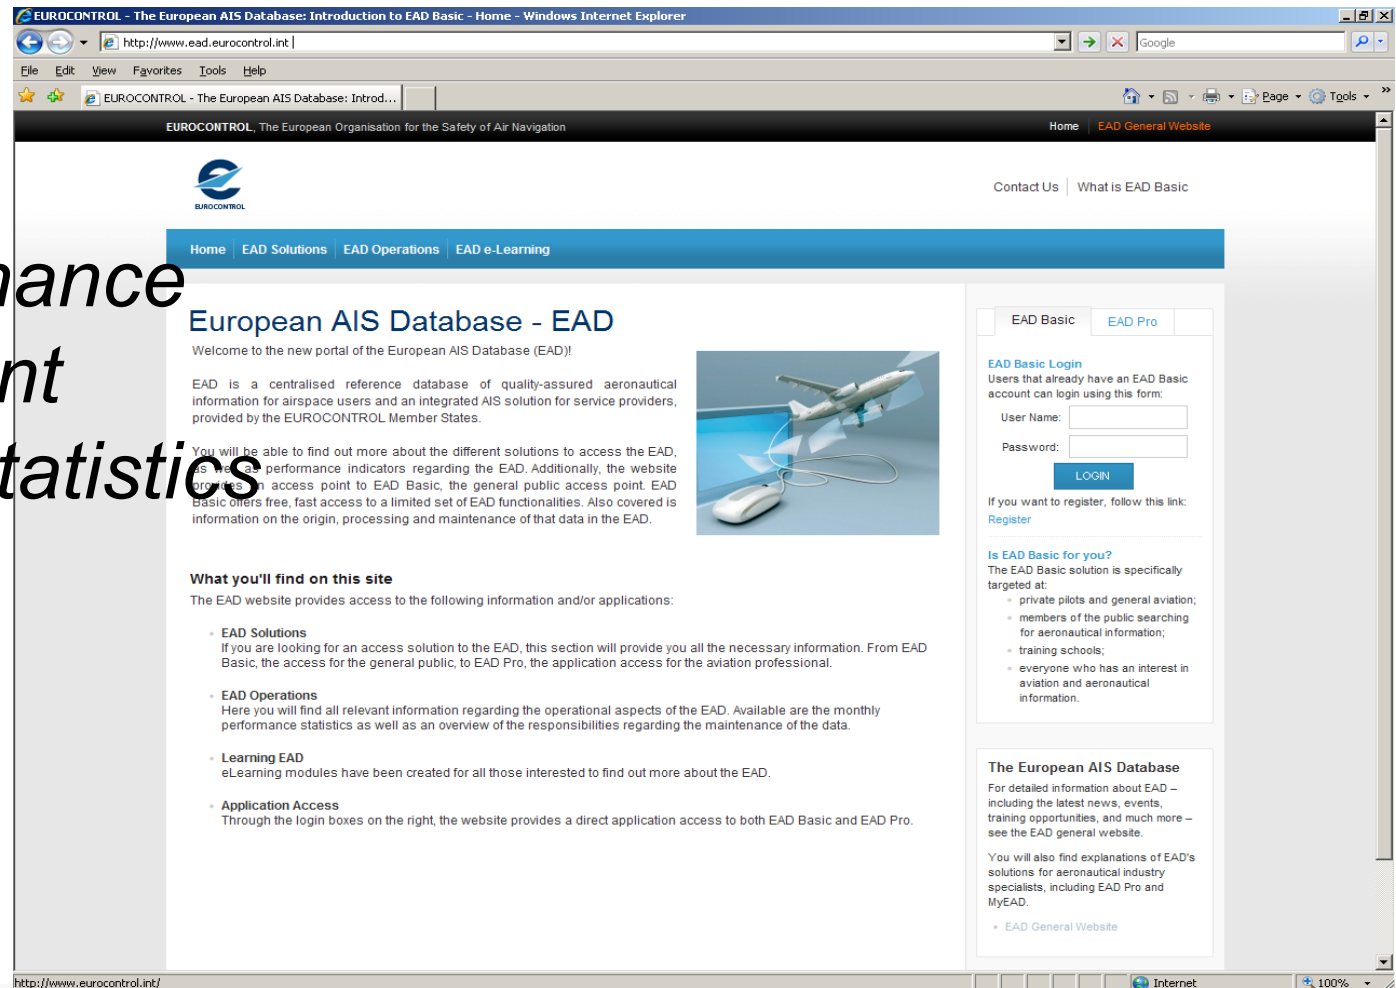 EUROCONTROL - The European AIS Database: Introduction to EAD Basic - Home - Windows Internet Explorer
http://www.ead.eurocontrol.int
Google
File Edit View Favorites Tools Help
EUROCONTROL - The European AIS Database: Introd...
Page Tools »
EUROCONTROL, The European Organisation for the Safety of Air Navigation
Home EAD General Website
EUROCONTROL
Contact Us What is EAD Basic
Home EAD Solutions EAD Operations EAD e-Learning
nance
nt
tatistics
European AIS Database - EAD
Welcome to the new portal of the European AIS Database (EAD)!
EAD is a centralised reference database of quality-assured aeronautical
information for airspace users and an integrated AIS solution for service providers,
provided by the EUROCONTROL Member States.
You will be able to find out more about the different solutions to access the EAD,
as well as performance indicators regarding the EAD. Additionally, the website
provides an access point to EAD Basic, the general public access point. EAD
Basic offers free, fast access to a limited set of EAD functionalities. Also covered is
information on the origin, processing and maintenance of that data in the EAD.
What you'll find on this site
The EAD website provides access to the following information and/or applications:
EAD Solutions
If you are looking for an access solution to the EAD, this section will provide you all the necessary information. From EAD
Basic, the access for the general public, to EAD Pro, the application access for the aviation professional.
EAD Operations
Here you will find all relevant information regarding the operational aspects of the EAD. Available are the monthly
performance statistics as well as an overview of the responsibilities regarding the maintenance of the data.
Learning EAD
eLearning modules have been created for all those interested to find out more about the EAD.
Application Access
Through the login boxes on the right, the website provides a direct application access to both EAD Basic and EAD Pro.
EAD Basic EAD Pro
EAD Basic Login
Users that already have an EAD Basic
account can login using this form:
User Name:
Password:
LOGIN
If you want to register, follow this link:
Register
Is EAD Basic for you?
The EAD Basic solution is specifically
targeted at:
private pilots and general aviation;
members of the public searching
for aeronautical information;
training schools;
everyone who has an interest in
aviation and aeronautical
information.
The European AIS Database
For detailed information about EAD –
including the latest news, events,
training opportunities, and much more –
see the EAD general website.
You will also find explanations of EAD's
solutions for aeronautical industry
specialists, including EAD Pro and
MyEAD.
EAD General Website
http://www.eurocontrol.int/
Internet
100%